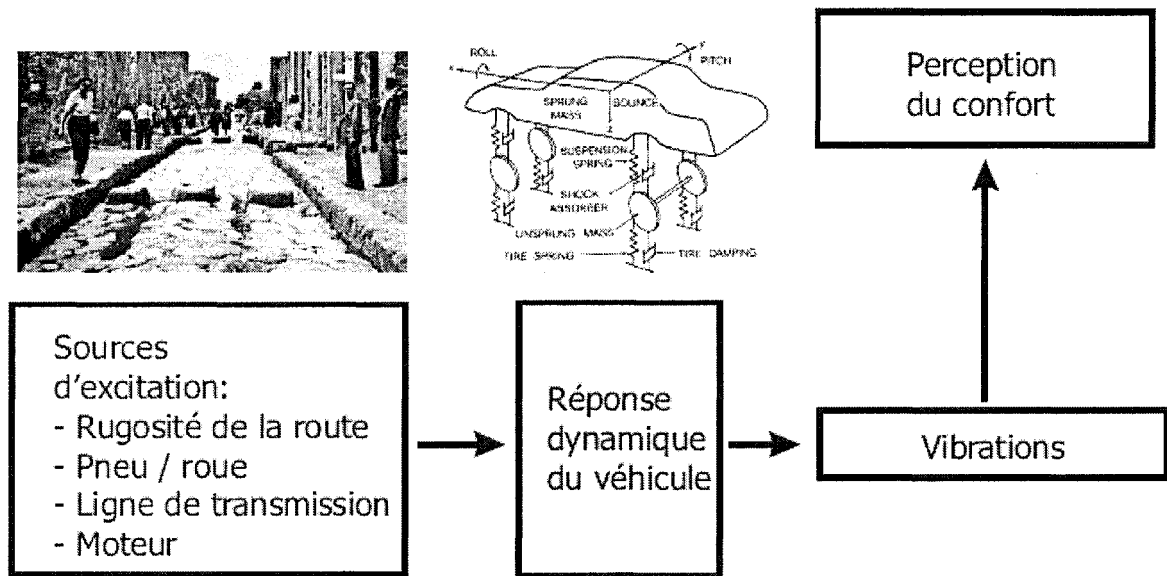 ROLL
x
Y
PITCH
SPRUNG
MASS
BOUNCE
Z
SUSPENSION
SPRING
SHOCK
ABSORBER
UNSPRUNG MASS
TIRE SPRING
TIRE DAMPING
Perception
du confort
Sources
d'excitation:
- Rugosité de la route
- Pneu / roue
- Ligne de transmission
- Moteur
Réponse
dynamique
du véhicule
Vibrations